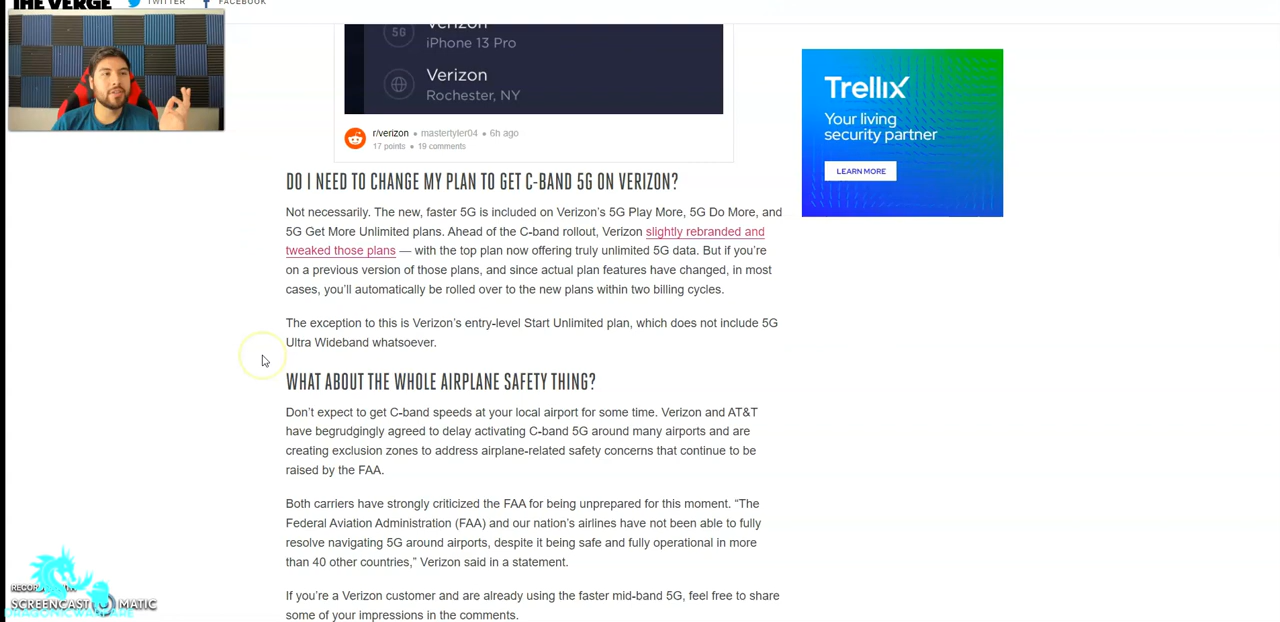 THE VERGE TWITTER FACEBOOK
Verizon
5G
iPhone 13 Pro
Verizon
Rochester, NY
r/verizon • mastertyler04 • 6h ago
17 points • 19 comments
Trellix
Your living
security partner
LEARN MORE
DO I NEED TO CHANGE MY PLAN TO GET C-BAND 5G ON VERIZON?
Not necessarily. The new, faster 5G is included on Verizon's 5G Play More, 5G Do More, and
5G Get More Unlimited plans. Ahead of the C-band rollout, Verizon slightly rebranded and
tweaked those plans — with the top plan now offering truly unlimited 5G data. But if you're
on a previous version of those plans, and since actual plan features have changed, in most
cases, you'll automatically be rolled over to the new plans within two billing cycles.
The exception to this is Verizon's entry-level Start Unlimited plan, which does not include 5G
Ultra Wideband whatsoever.
WHAT ABOUT THE WHOLE AIRPLANE SAFETY THING?
Don't expect to get C-band speeds at your local airport for some time. Verizon and AT&T
have begrudgingly agreed to delay activating C-band 5G around many airports and are
creating exclusion zones to address airplane-related safety concerns that continue to be
raised by the FAA.
Both carriers have strongly criticized the FAA for being unprepared for this moment. “The
Federal Aviation Administration (FAA) and our nation's airlines have not been able to fully
resolve navigating 5G around airports, despite it being safe and fully operational in more
than 40 other countries,” Verizon said in a statement.
If you're a Verizon customer and are already using the faster mid-band 5G, feel free to share
some of your impressions in the comments.
SCREENCAST MATIC